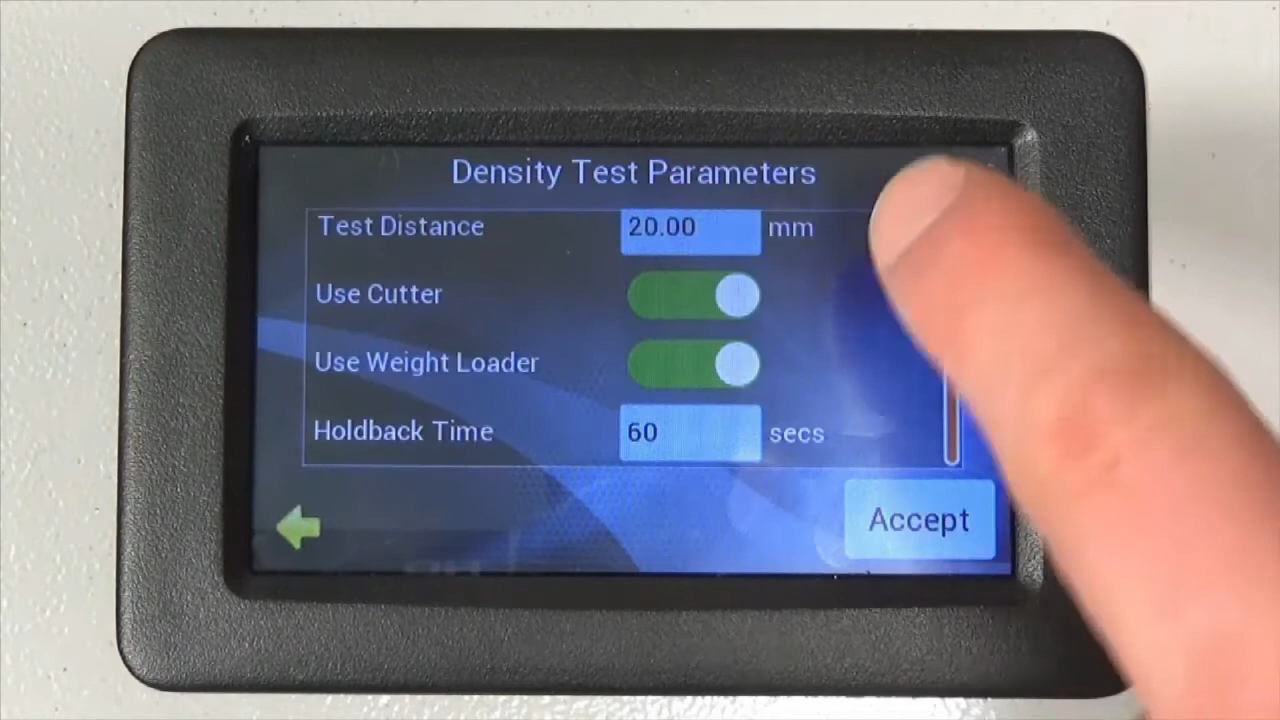 Density Test Parameters
Test Distance 20.00 mm
Use Cutter
Use Weight Loader
Holdback Time 60 secs
Accept